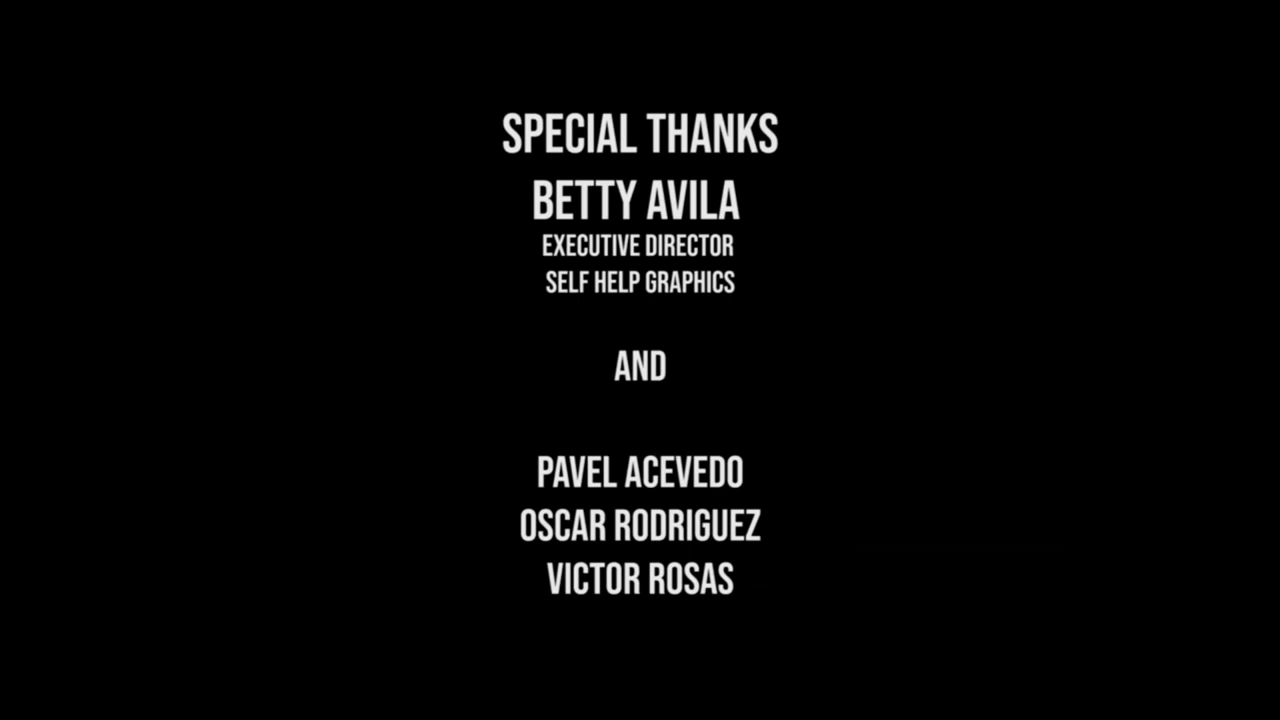 SPECIAL THANKS
BETTY AVILA
EXECUTIVE DIRECTOR
SELF HELP GRAPHICS
AND
PAVEL ACEVEDO
OSCAR RODRIGUEZ
VICTOR ROSAS